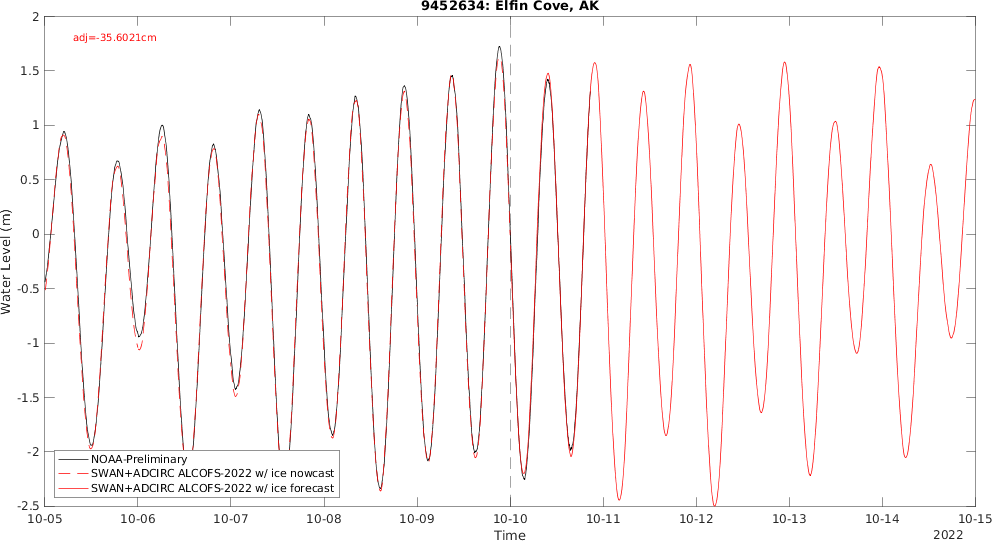 9452634: Elfin Cove, AK
adj=-35.6021cm
2
1.5
1
0.5
0
-0.5
-1
-1.5
-2
-2.5
Water Level (m)
NOAA-Preliminary
SWAN+ADCIRC ALCOFS-2022 w/ ice nowcast
SWAN+ADCIRC ALCOFS-2022 w/ ice forecast
10-05 10-06 10-07 10-08 10-09 10-10 10-11 10-12 10-13 10-14 10-15
Time
2022